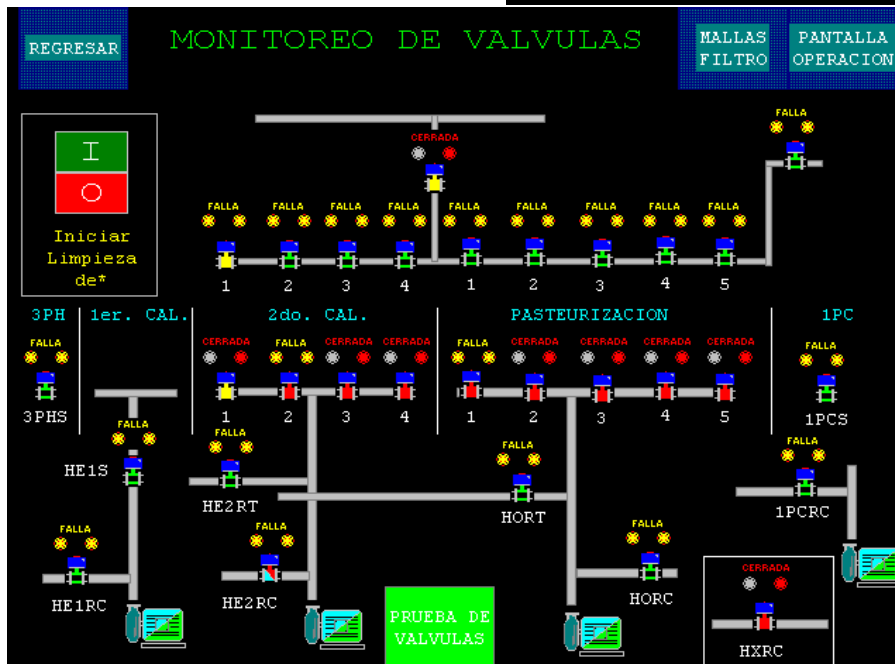 REGRESAR
MONITOREO DE VALVULAS
MALLAS
FILTRO
PANTALLA
OPERACION
FALLA
I
O
Iniciar
Limpieza
de*
CERRADA
FALLA FALLA FALLA FALLA FALLA FALLA FALLA FALLA FALLA
1 2 3 4 1 2 3 4 5
3PH 1er. CAL. 2do. CAL. PASTEURIZACION 1PC
FALLA CERRADA FALLA CERRADA CERRADA FALLA CERRADA CERRADA CERRADA CERRADA FALLA
3PHS 1 2 3 4 1 2 3 4 5 1PCS
FALLA
HE1S
FALLA
HE2RT
FALLA
HORT
FALLA
1PCRC
FALLA
HE1RC
FALLA
HE2RC
FALLA
HORC
PRUEBA DE
VALVULAS
CERRADA
HXRC